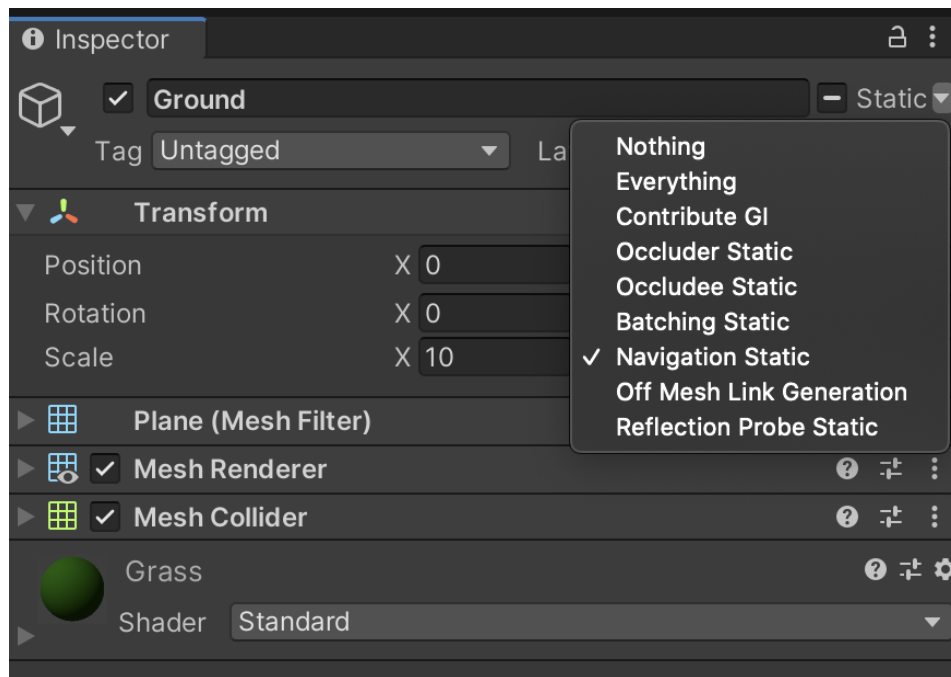 Inspector
Ground
Static
Tag Untagged
La
Nothing
Everything
Contribute GI
Occluder Static
Occludee Static
Batching Static
Navigation Static
Off Mesh Link Generation
Reflection Probe Static
Transform
Position X 0
Rotation X 0
Scale X 10
Plane (Mesh Filter)
Mesh Renderer
Mesh Collider
Grass
Shader Standard